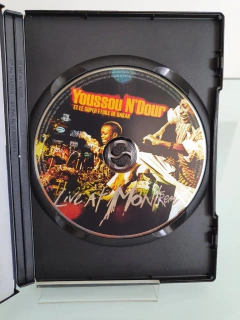 Youssou N'Dour
ET LE SUPER ETOILE DE DAKAR
LIVE AT MONTREUX